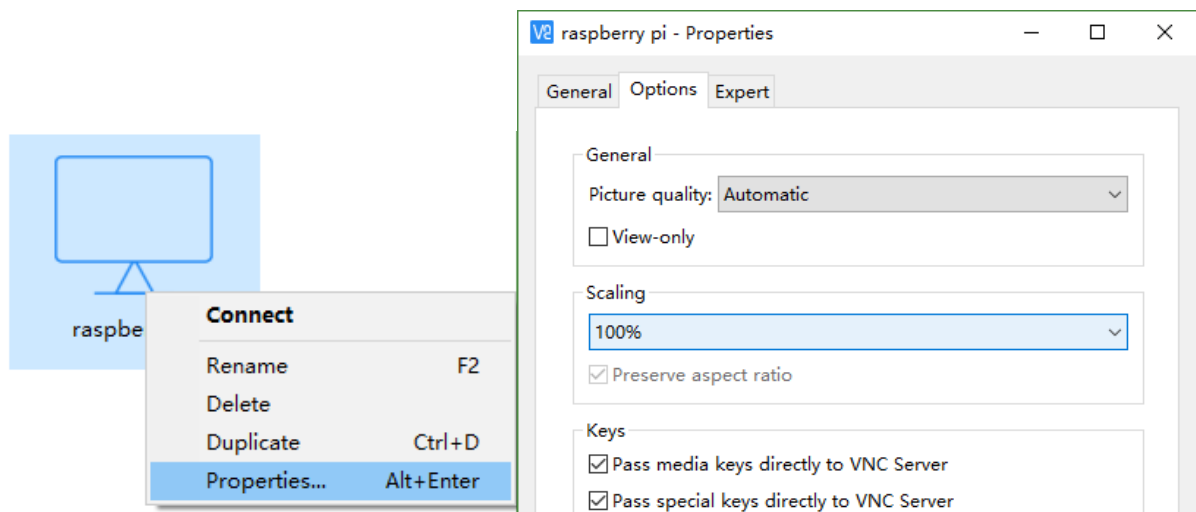 raspbe
Connect
Rename F2
Delete
Duplicate Ctrl+D
Properties... Alt+Enter
V2 raspberry pi - Properties
General Options Expert
General
Picture quality: Automatic
View-only
Scaling
100%
Preserve aspect ratio
Keys
Pass media keys directly to VNC Server
Pass special keys directly to VNC Server